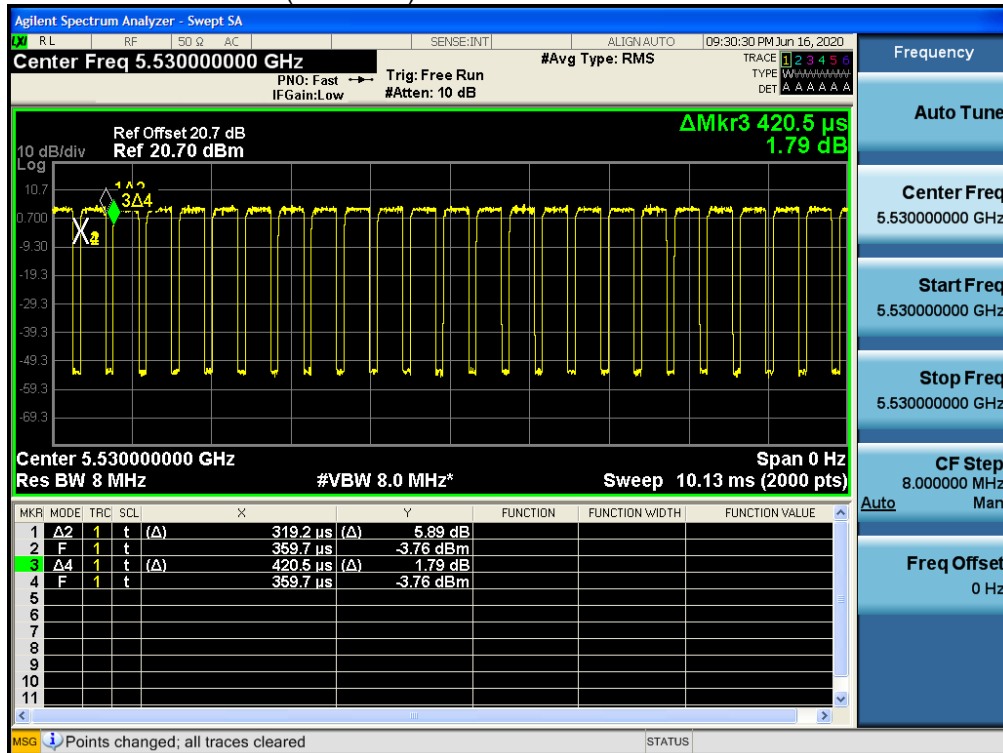 Agilent Spectrum Analyzer - Swept SA
LXI RL RF 50 Ω AC SENSE:INT ALIGN AUTO 09:30:30 PM Jun 16, 2020
Center Freq 5.530000000 GHz
PNO: Fast
IFGain:Low
Trig: Free Run
#Atten: 10 dB
#Avg Type: RMS
TRACE 1 2 3 4 5 6
TYPE
DET A A A A A A
ΔMkr3 420.5 µs
1.79 dB
Ref Offset 20.7 dB
10 dB/div Ref 20.70 dBm
Log
10.7
0.700
-9.30
-19.3
-29.3
-39.3
-49.3
-59.3
-69.3
3Δ4
Center 5.530000000 GHz Span 0 Hz
Res BW 8 MHz #VBW 8.0 MHz* Sweep 10.13 ms (2000 pts)
MKR MODE TRC SCL X Y FUNCTION FUNCTION WIDTH FUNCTION VALUE
1 Δ2 1 t (Δ) 319.2 µs (Δ) 5.89 dB
2 F 1 t 359.7 µs -3.76 dBm
3 Δ4 1 t (Δ) 420.5 µs (Δ) 1.79 dB
4 F 1 t 359.7 µs -3.76 dBm
5
6
7
8
9
10
11
MSG Points changed; all traces cleared STATUS
Frequency
Auto Tune
Center Freq
5.530000000 GHz
Start Freq
5.530000000 GHz
Stop Freq
5.530000000 GHz
CF Step
8.000000 MHz
Auto Man
Freq Offset
0 Hz